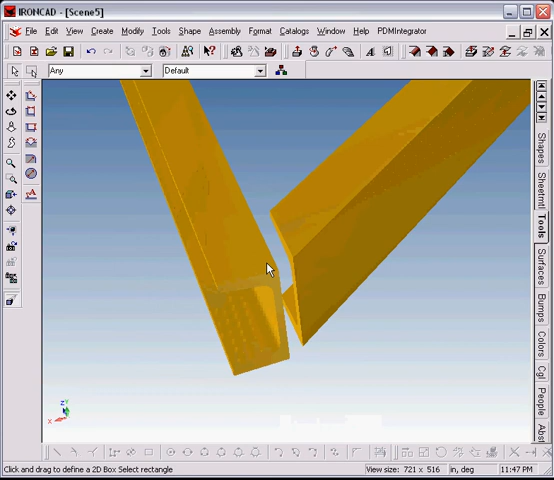 IRONCAD - [Scene5]
File Edit View Create Modify Tools Shape Assembly Format Catalogs Window Help PDMIntegrator
Any Default
Shapes
Sheetmtl
Tools
Surfaces
Bumps
Colors
Cgl
People
Abst
z
x
Click and drag to define a 2D Box Select rectangle View size: 721 x 516 in, deg 11:47 PM